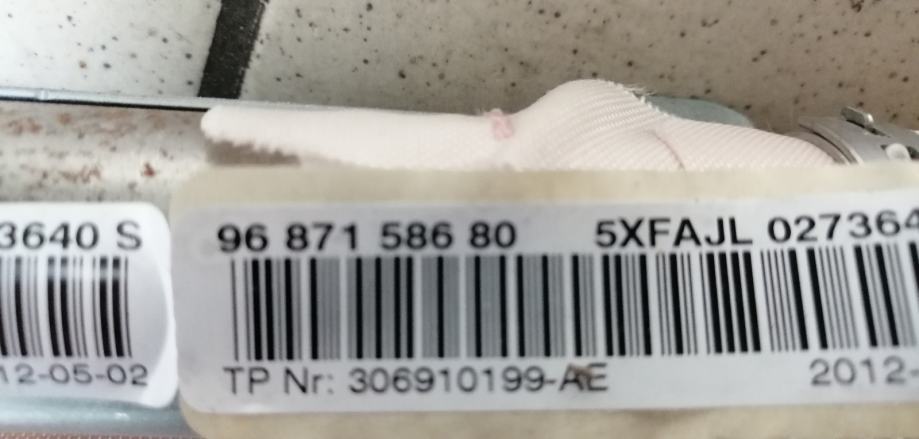 3640 S
12-05-02
96 871 586 80 5XFAJL 027364
TP Nr: 306910199-AE 2012-